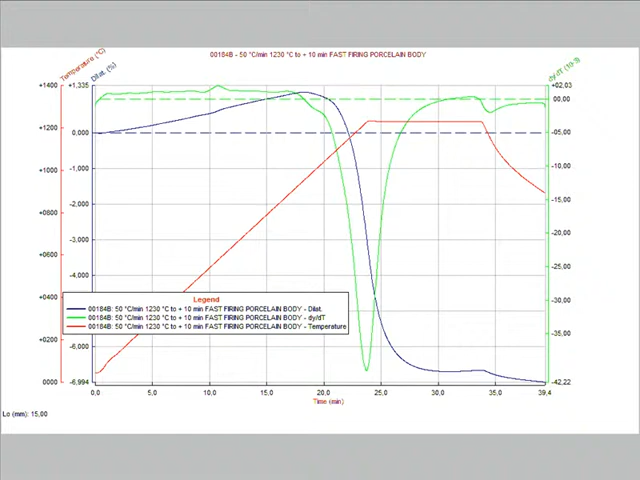 00184B - 50 °C/min 1230 °C to + 10 min FAST FIRING PORCELAIN BODY
Temperature (°C)
Dilat. (%)
+1400
+1200
+1000
+0800
+0600
+0400
+0200
0000
+1.335
0.000
-1,000
-2,000
-3,000
-4,000
-6,000
-6,994
+02,03
00,00
-05,00
-10,00
-15,00
-20,00
-25,00
-30,00
-35,00
-42,22
Legend
00184B: 50 °C/min 1230 °C to + 10 min FAST FIRING PORCELAIN BODY - Dilat.
00184B: 50 °C/min 1230 °C to + 10 min FAST FIRING PORCELAIN BODY - dy/dT
00184B: 50 °C/min 1230 °C to + 10 min FAST FIRING PORCELAIN BODY - Temperature
0,0 5,0 10,0 15,0 20,0 25,0 30,0 35,0 39,4
Time (min)
Lo (mm): 15,00